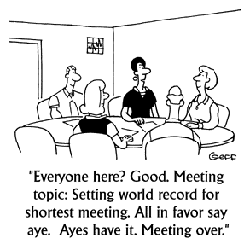 "Everyone here? Good. Meeting
topic: Setting world record for
shortest meeting. All in favor say
aye.  Ayes have it. Meeting over."